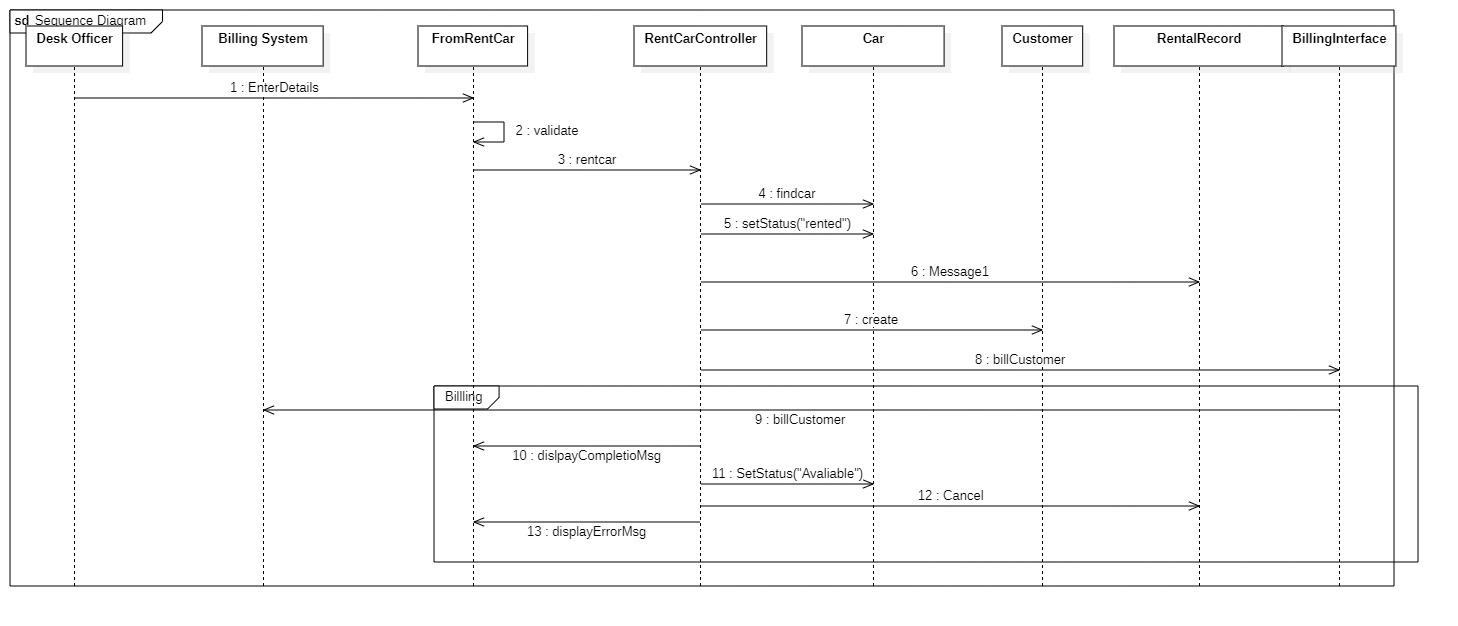 sd Sequence Diagram
Desk Officer
Billing System
FromRentCar
RentCarController
Car
Customer
RentalRecord
BillingInterface
1 : EnterDetails
2 : validate
3 : rentcar
4 : findcar
5 : setStatus("rented")
6 : Message1
7 : create
8 : billCustomer
Billling
9 : billCustomer
10 : dislpayCompletioMsg
11 : SetStatus("Avaliable")
12 : Cancel
13 : displayErrorMsg